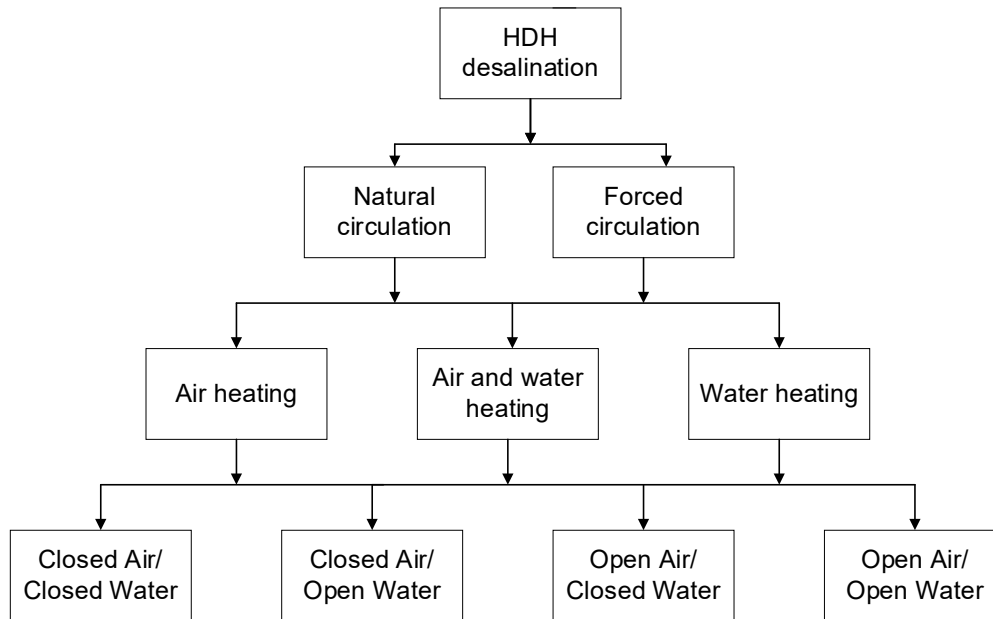 HDH
desalination
Natural
circulation
Forced
circulation
Air heating
Air and water
heating
Water heating
Closed Air/
Closed Water
Closed Air/
Open Water
Open Air/
Closed Water
Open Air/
Open Water